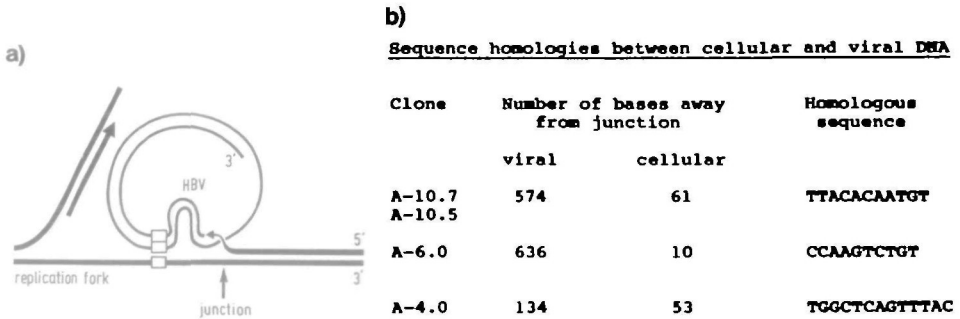 a)
3'
HBV
5'
3'
replication fork
junction
b)
Sequence homologies between cellular and viral DNA
Clone Number of bases away Homologous
from junction sequence
viral cellular
A-10.7 574 61 TTACACAATGT
A-10.5
A-6.0 636 10 CCAAGTCTGT
A-4.0 134 53 TGGCTCAGTTTAC